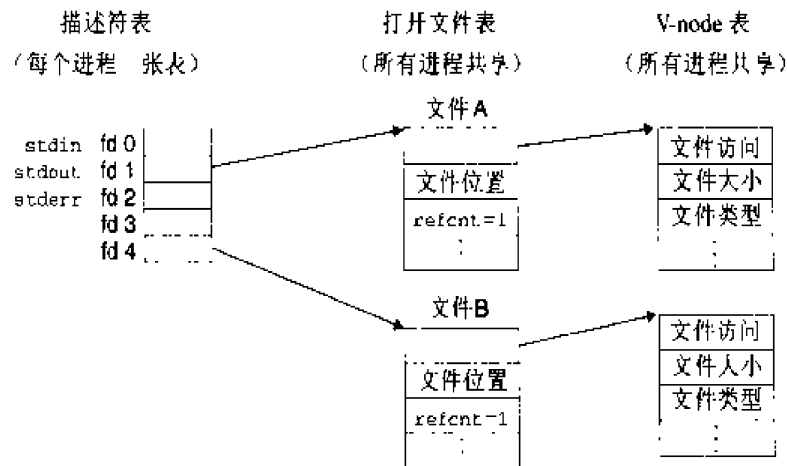 描述符表
打开文件表
V-node 表
（每个进程 张表）
（所有进程共享）
（所有进程共享）
文件A
stdin fd 0
stdout fd 1
stderr fd 2
fd 3
fd 4
文件位置
refcnt=1
文件访问
文件大小
文件类型
文件B
文件位置
refcnt=1
文件访问
文件大小
文件类型